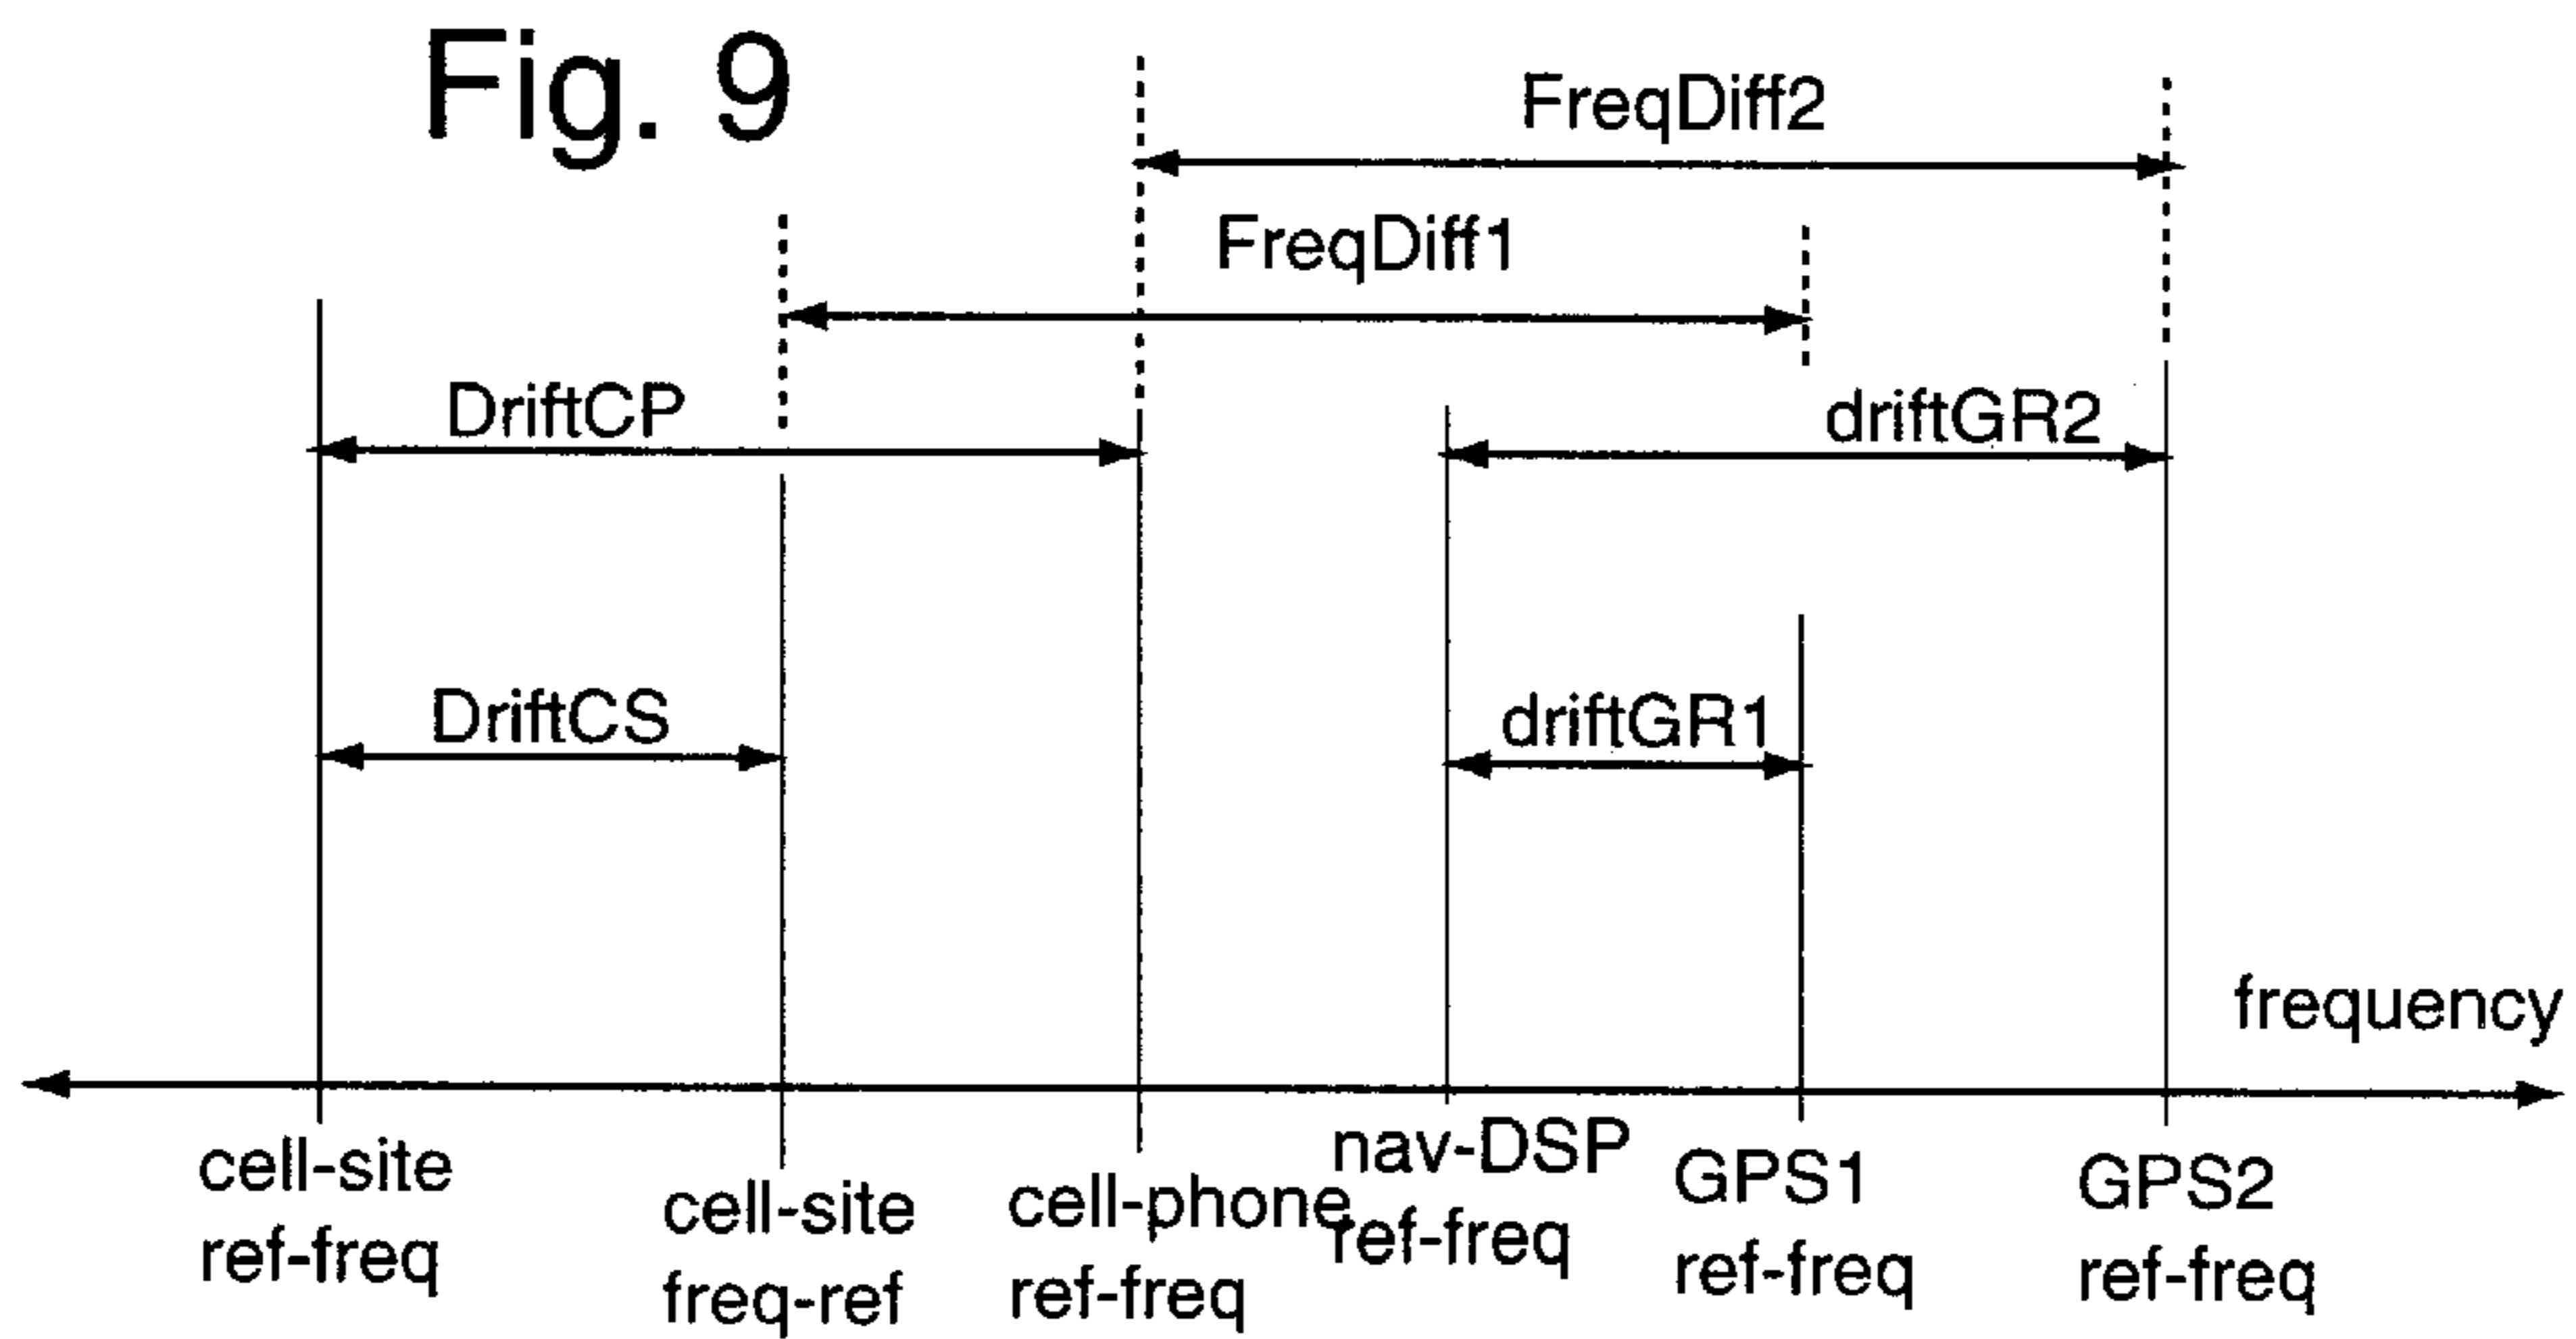 Fig. 9
FreqDiff2
FreqDiff1
DriftCP
driftGR2
DriftCS
driftGR1
frequency
cell-site
ref-freq
cell-site
freq-ref
cell-phone
ref-freq
nav-DSP
ref-freq
GPS1
ref-freq
GPS2
ref-freq